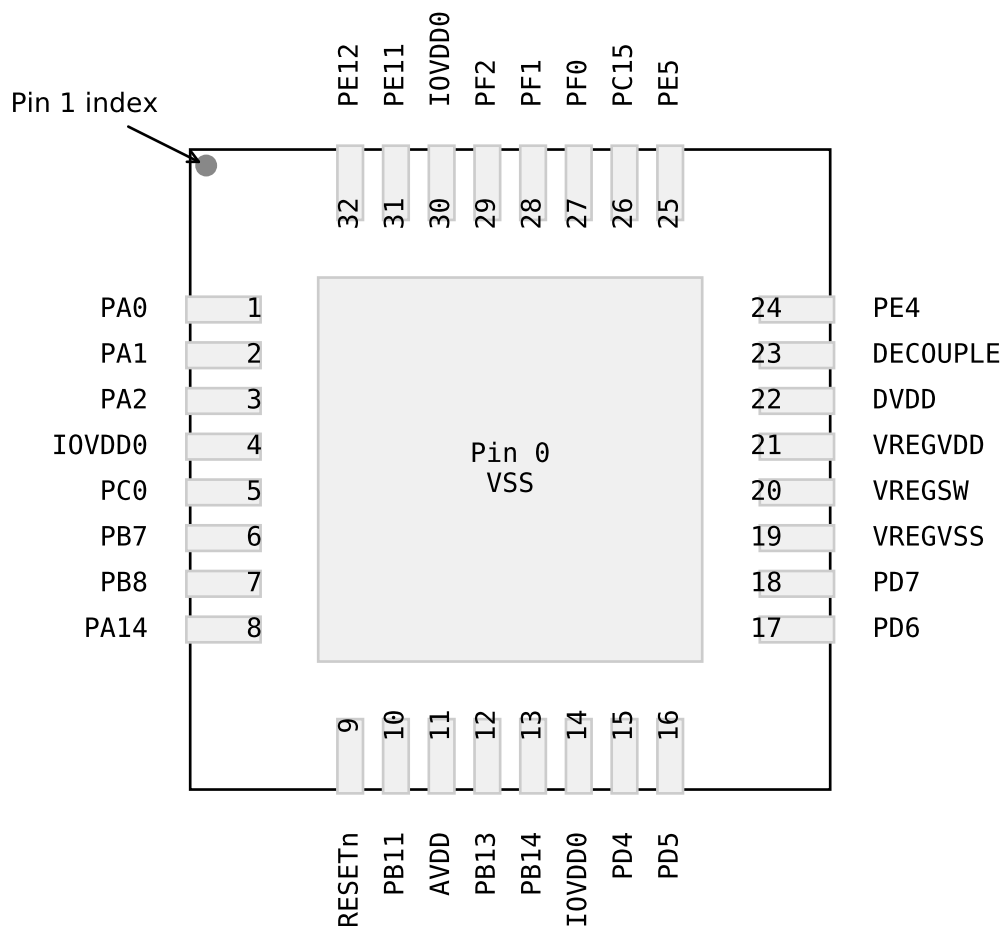 PE12
PE11
IOVDD0
PF2
PF1
PF0
PC15
PE5
Pin 1 index
32
31
30
29
28
27
26
25
PA0 1
24 PE4
PA1 2
23 DECOUPLE
PA2 3
22 DVDD
IOVDD0 4
21 VREGVDD
Pin 0
VSS
PC0 5
20 VREGSW
PB7 6
19 VREGVSS
PB8 7
18 PD7
PA14 8
17 PD6
9
10
11
12
13
14
15
16
RESETn
PB11
AVDD
PB13
PB14
IOVDD0
PD4
PD5